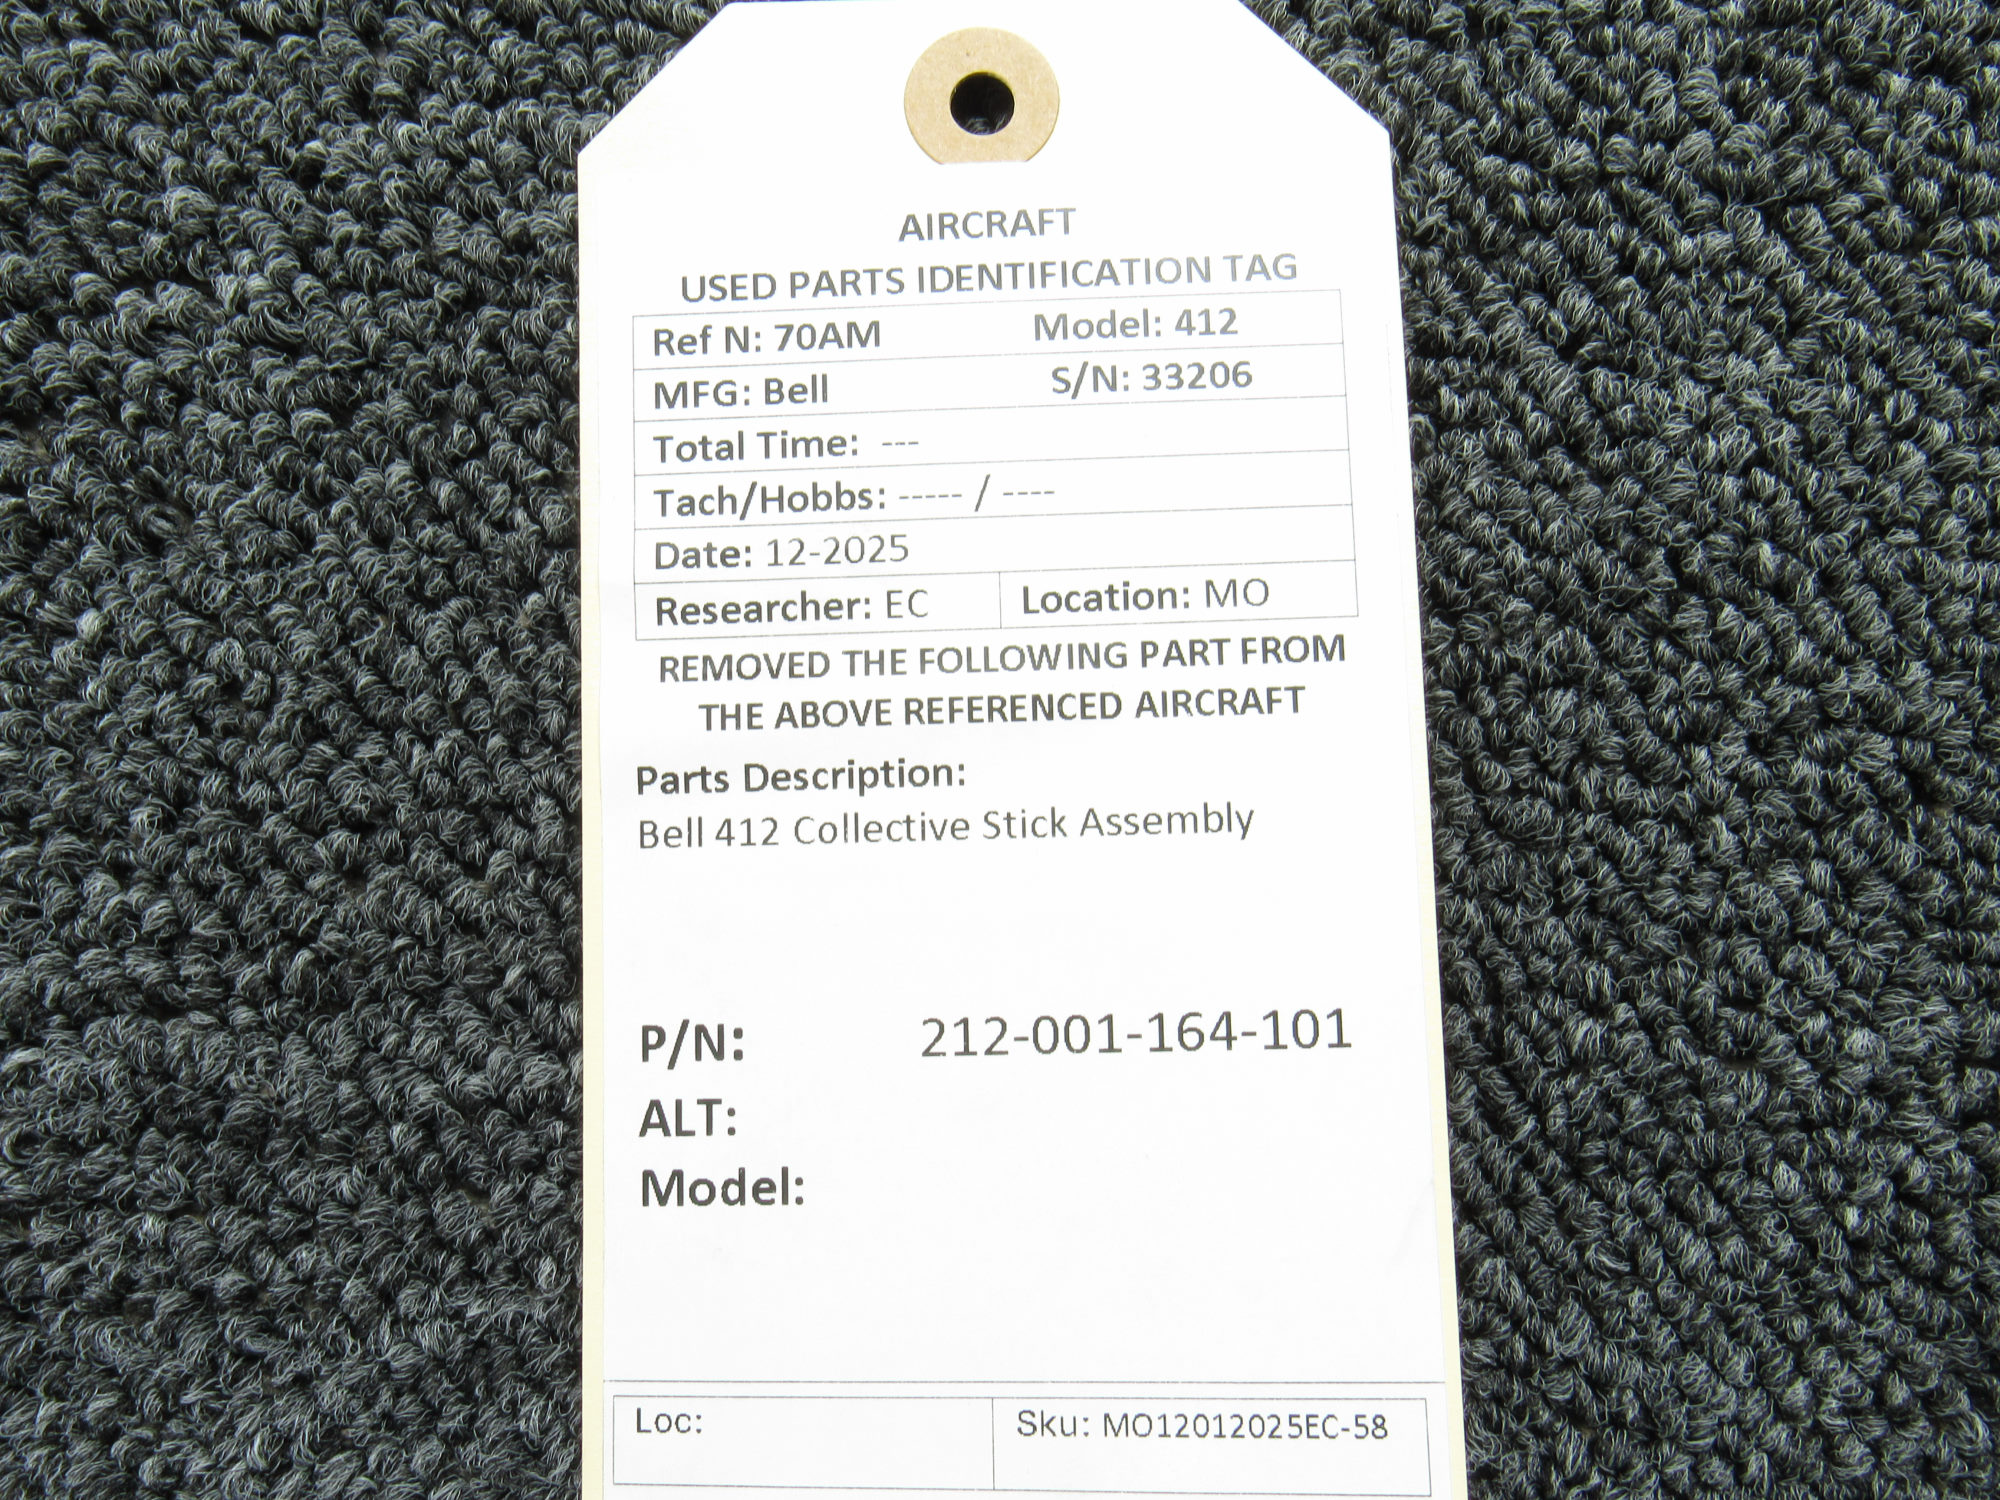 AIRCRAFT
USED PARTS IDENTIFICATION TAG
Ref N: 70AM Model: 412
MFG: Bell S/N: 33206
Total Time: ---
Tach/Hobbs: ----- / ----
Date: 12-2025
Researcher: EC Location: MO
REMOVED THE FOLLOWING PART FROM
THE ABOVE REFERENCED AIRCRAFT
Parts Description:
Bell 412 Collective Stick Assembly
P/N: 212-001-164-101
ALT:
Model:
Loc: Sku: MO12012025EC-58